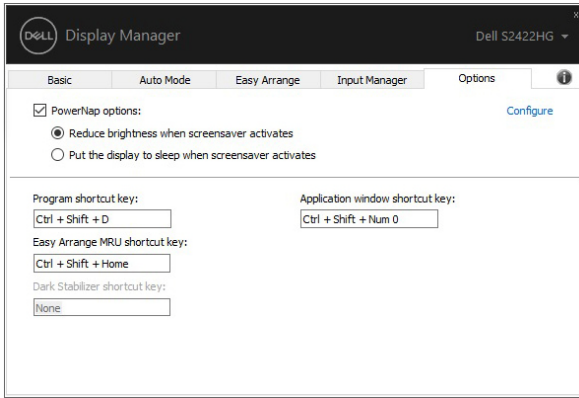 DELL Display Manager
Dell S2422HG
Basic Auto Mode Easy Arrange Input Manager Options
PowerNap options: Configure
Reduce brightness when screensaver activates
Put the display to sleep when screensaver activates
Program shortcut key: Application window shortcut key:
Ctrl + Shift + D Ctrl + Shift + Num 0
Easy Arrange MRU shortcut key:
Ctrl + Shift + Home
Dark Stabilizer shortcut key:
None